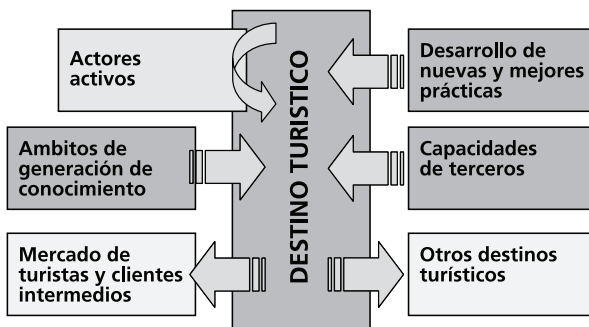 Actores
activos
Ambitos de
generación de
conocimiento
Mercado de
turistas y clientes
intermedios
DESTINO TURISTICO
Desarrollo de
nuevas y mejores
prácticas
Capacidades
de terceros
Otros destinos
turísticos